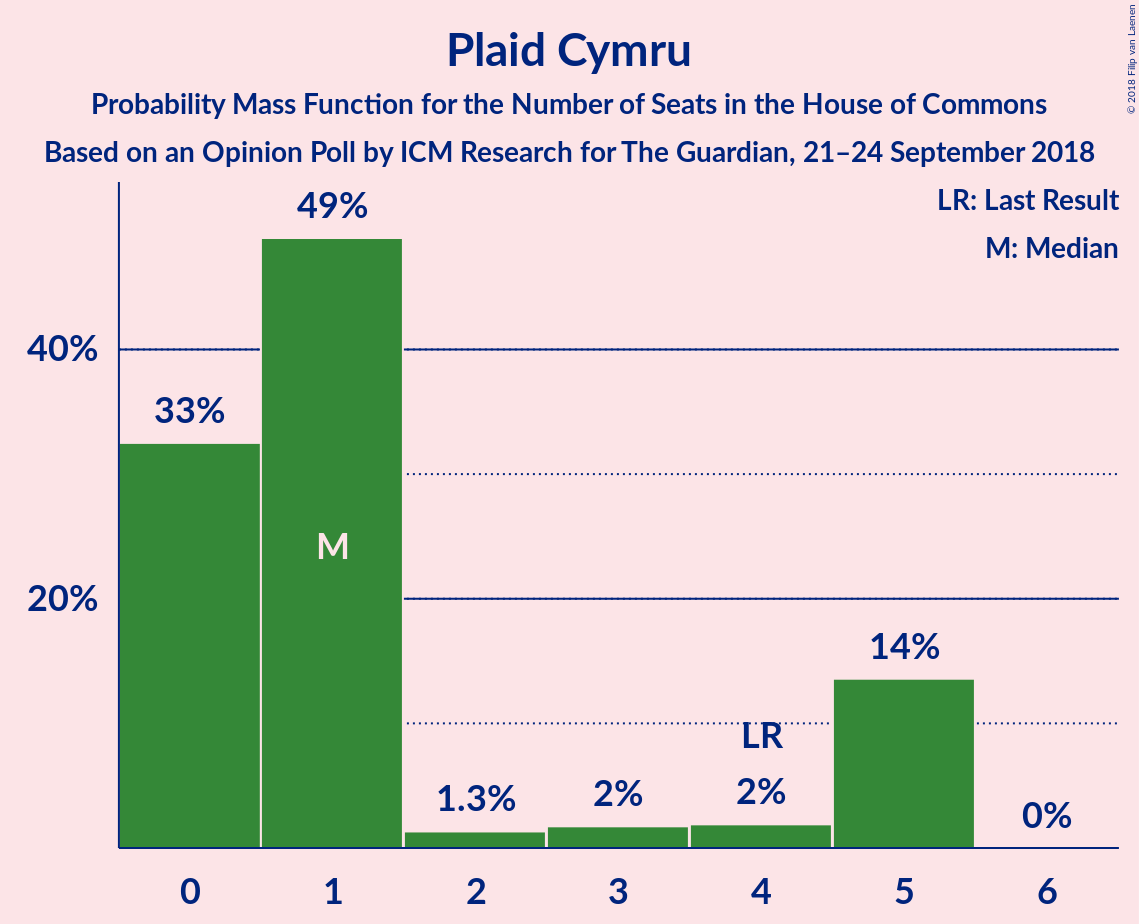 Plaid Cymru
Probability Mass Function for the Number of Seats in the House of Commons
Based on an Opinion Poll by ICM Research for The Guardian, 21–24 September 2018
© 2018 Filip van Laenen
LR: Last Result
M: Median
49%
40%
33%
M
20%
14%
LR
1.3%
2%
2%
0%
0 1 2 3 4 5 6